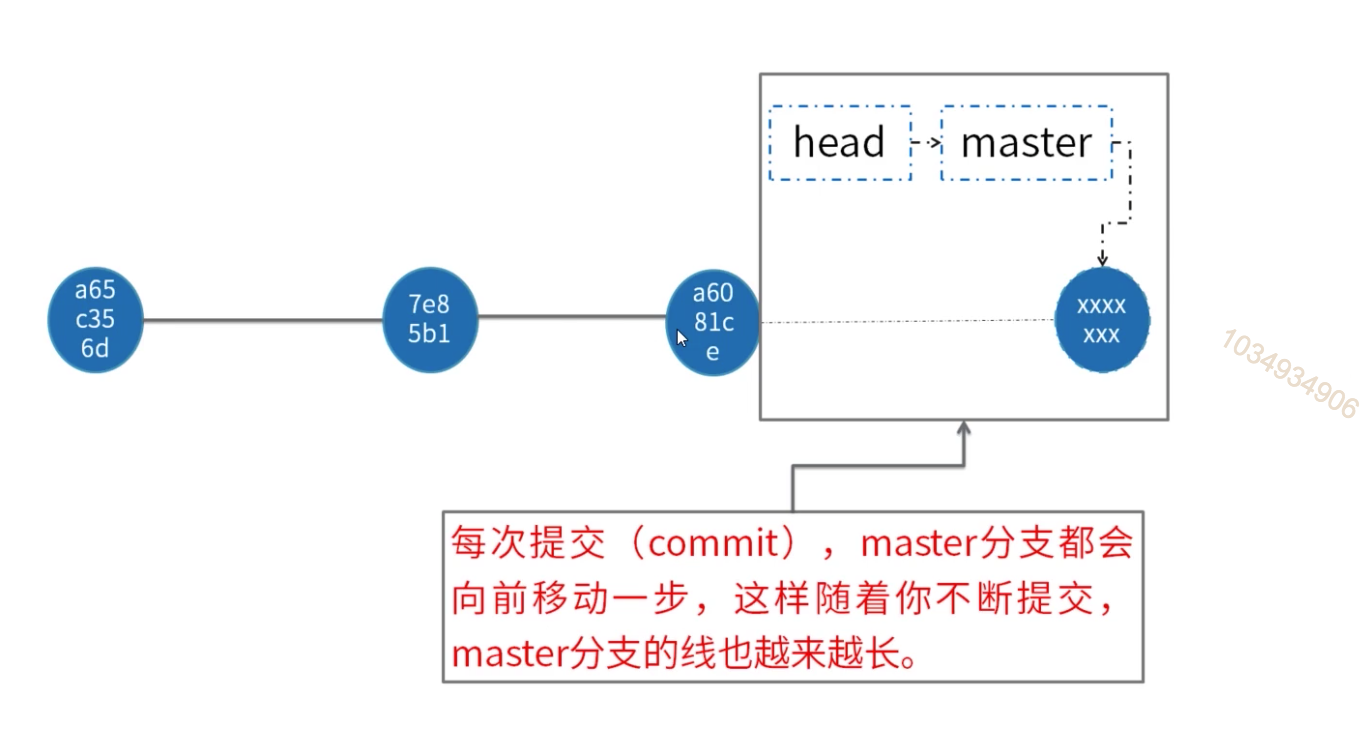 head
master
a65
c35
6d
7e8
5b1
a60
81c
e
xxxx
xxx
1034934906
每次提交（commit），master分支都会
向前移动一步，这样随着你不断提交，
master分支的线也越来越长。